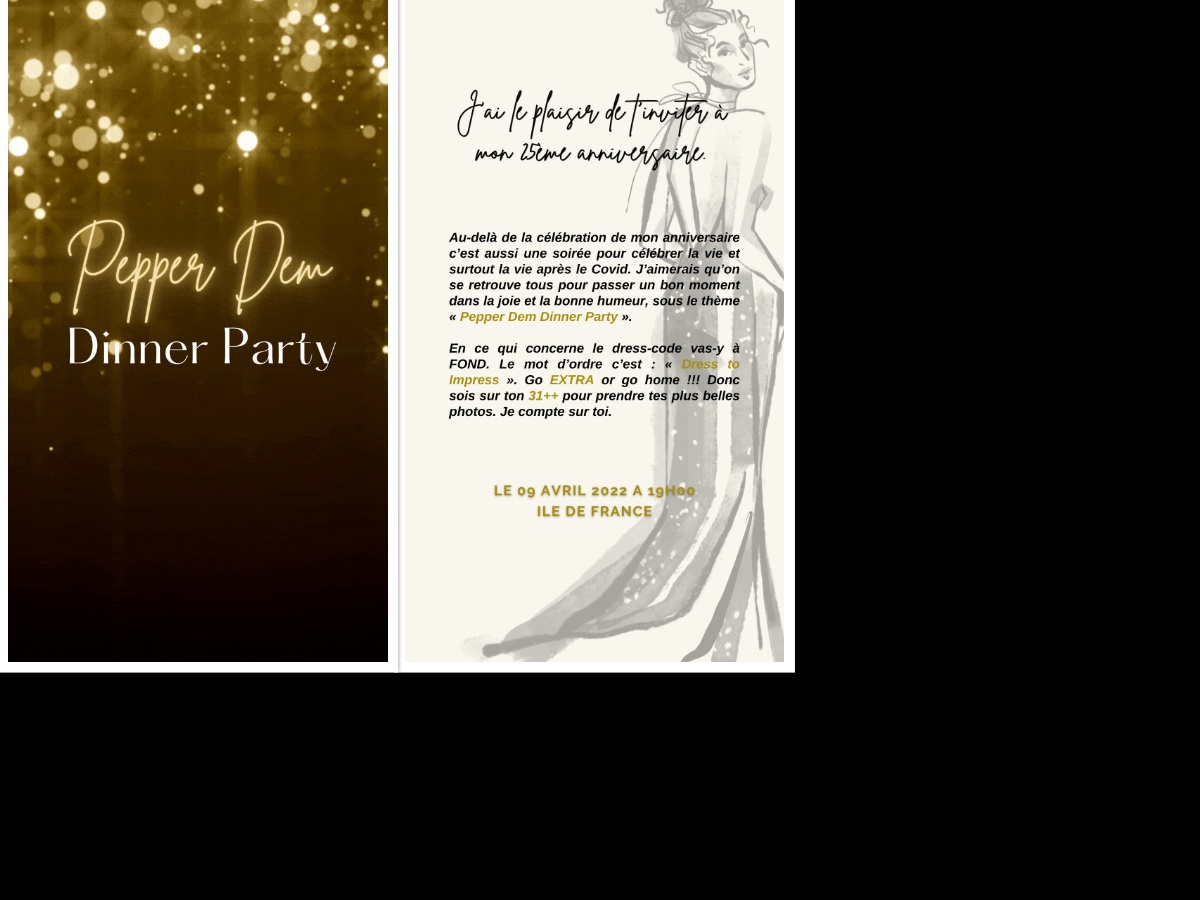 Pepper Dem
Dinner Party
J'ai le plaisir de t'inviter à
mon 25ème anniversaire.
Au-delà de la célébration de mon anniversaire
c’est aussi une soirée pour célébrer la vie et
surtout la vie après le Covid. J’aimerais qu’on
se retrouve tous pour passer un bon moment
dans la joie et la bonne humeur, sous le thème
« Pepper Dem Dinner Party ».
En ce qui concerne le dress-code vas-y à
FOND. Le mot d’ordre c’est : « Dress to
Impress ». Go EXTRA or go home !!! Donc
sois sur ton 31++ pour prendre tes plus belles
photos. Je compte sur toi.
LE 09 AVRIL 2022 A 19H00
ILE DE FRANCE